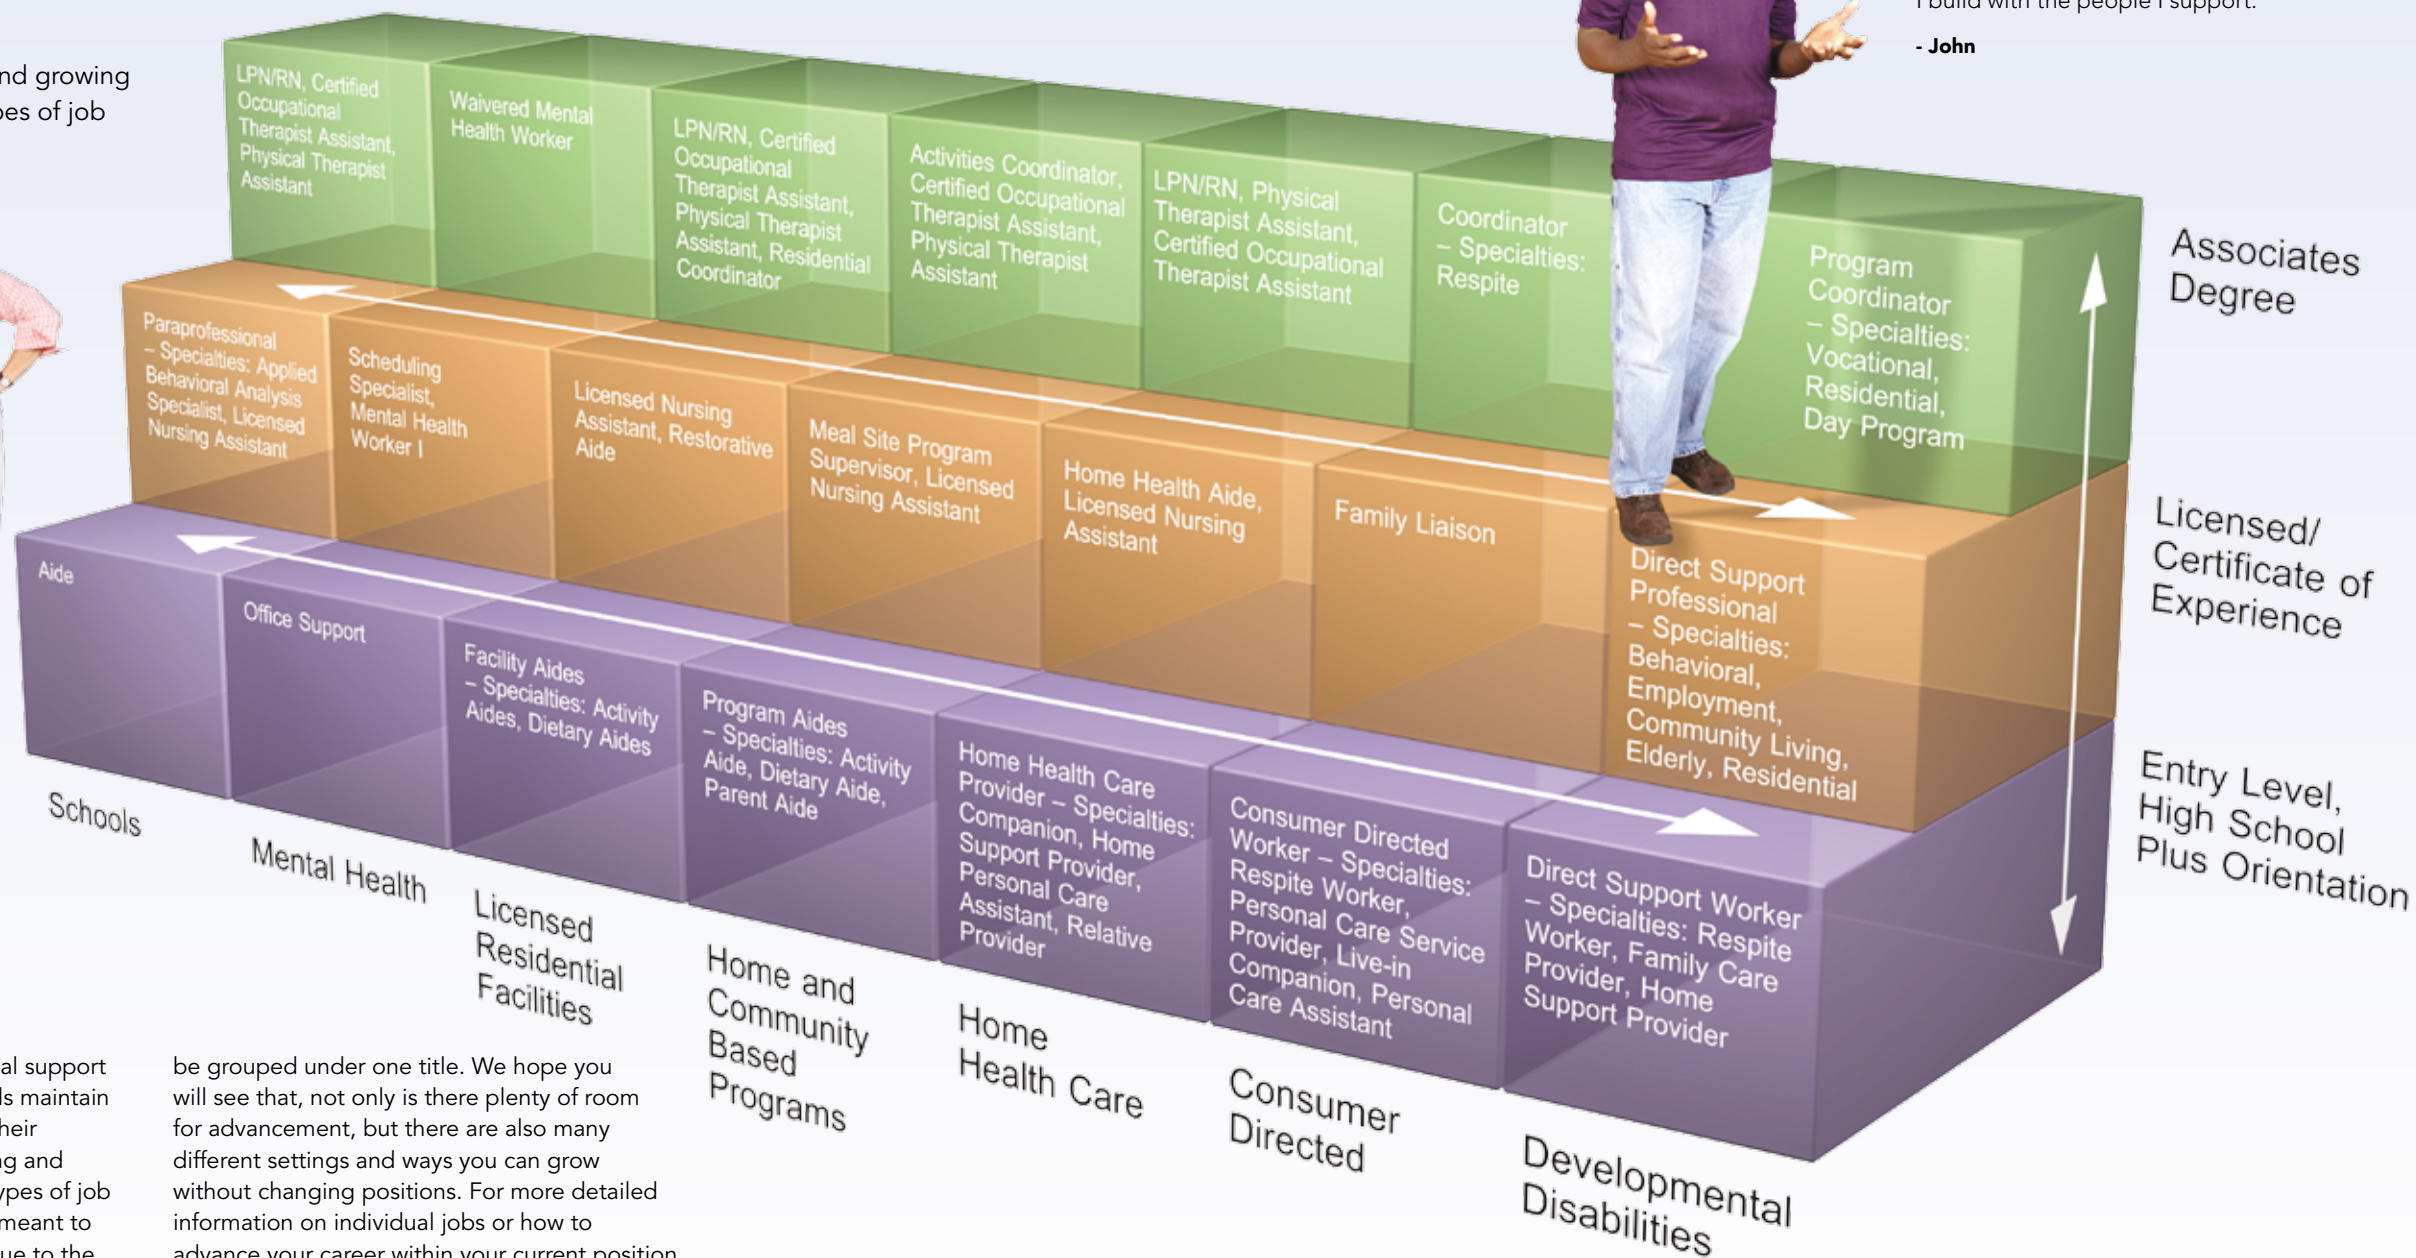 I build with the people I support.
- John
nd growing
pes of job
LPN/RN, Certified
Occupational
Therapist Assistant,
Physical Therapist
Assistant
Waivered Mental
Health Worker
LPN/RN, Certified
Occupational
Therapist Assistant,
Physical Therapist
Assistant, Residential
Coordinator
Activities Coordinator,
Certified Occupational
Therapist Assistant,
Physical Therapist
Assistant
LPN/RN, Physical
Therapist Assistant,
Certified Occupational
Therapist Assistant
Coordinator
– Specialties:
Respite
Program
Coordinator
– Specialties:
Vocational,
Residential,
Day Program
Associates
Degree
Paraprofessional
– Specialties: Applied
Behavioral Analysis
Specialist, Licensed
Nursing Assistant
Scheduling
Specialist,
Mental Health
Worker I
Licensed Nursing
Assistant, Restorative
Aide
Meal Site Program
Supervisor, Licensed
Nursing Assistant
Home Health Aide,
Licensed Nursing
Assistant
Family Liaison
Direct Support
Professional
– Specialties:
Behavioral,
Employment,
Community Living,
Elderly, Residential
Licensed/
Certificate of
Experience
Aide
Office Support
Facility Aides
– Specialties: Activity
Aides, Dietary Aides
Program Aides
– Specialties: Activity
Aide, Dietary Aide,
Parent Aide
Home Health Care
Provider – Specialties:
Companion, Home
Support Provider,
Personal Care
Assistant, Relative
Provider
Consumer Directed
Worker – Specialties:
Respite Worker,
Personal Care Service
Provider, Live-in
Companion, Personal
Care Assistant
Direct Support Worker
– Specialties: Respite
Worker, Family Care
Provider, Home
Support Provider
Entry Level,
High School
Plus Orientation
Schools
Mental Health
Licensed
Residential
Facilities
Home and
Community
Based
Programs
Home
Health Care
Consumer
Directed
Developmental
Disabilities
al support
ls maintain
heir
ng and
ypes of job
meant to
ue to the
be grouped under one title. We hope you
will see that, not only is there plenty of room
for advancement, but there are also many
different settings and ways you can grow
without changing positions. For more detailed
information on individual jobs or how to
advance your career within your current position